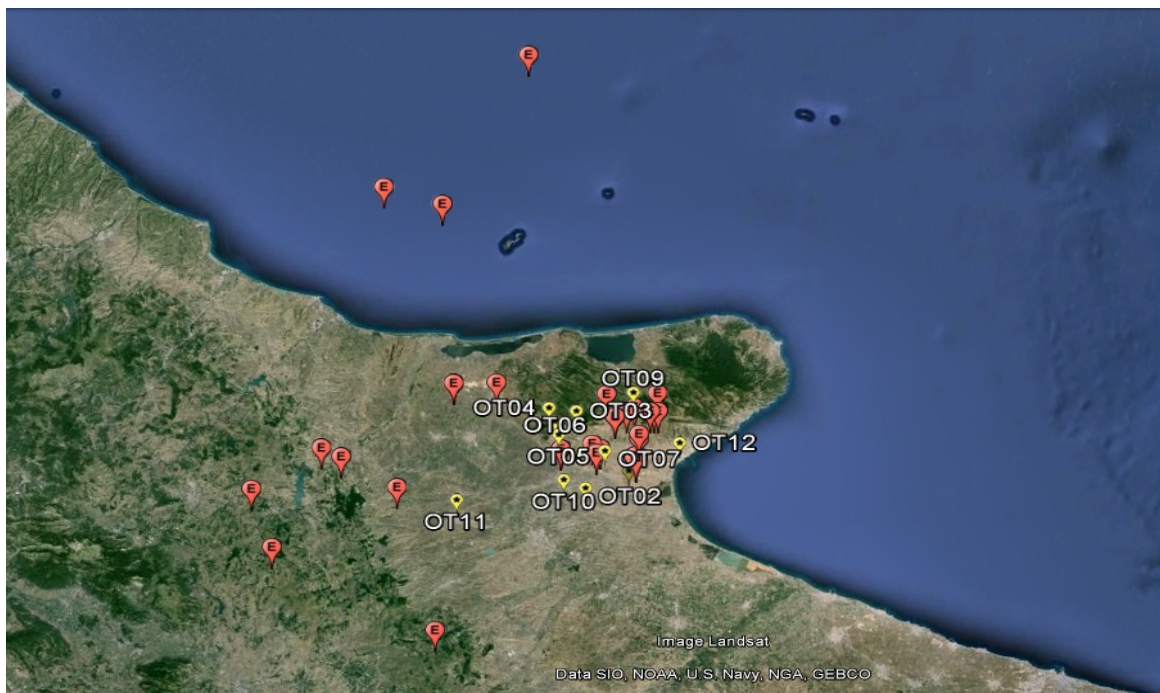 E
E
E
OT09
E
E
E
E
OT04
OT03
OT06
E
OT12
E
E
E
E
OT05
OT07
E
E
OT10
OT02
OT11
E
E
Image Landsat
Data SIO, NOAA, U.S. Navy, NGA, GEBCO